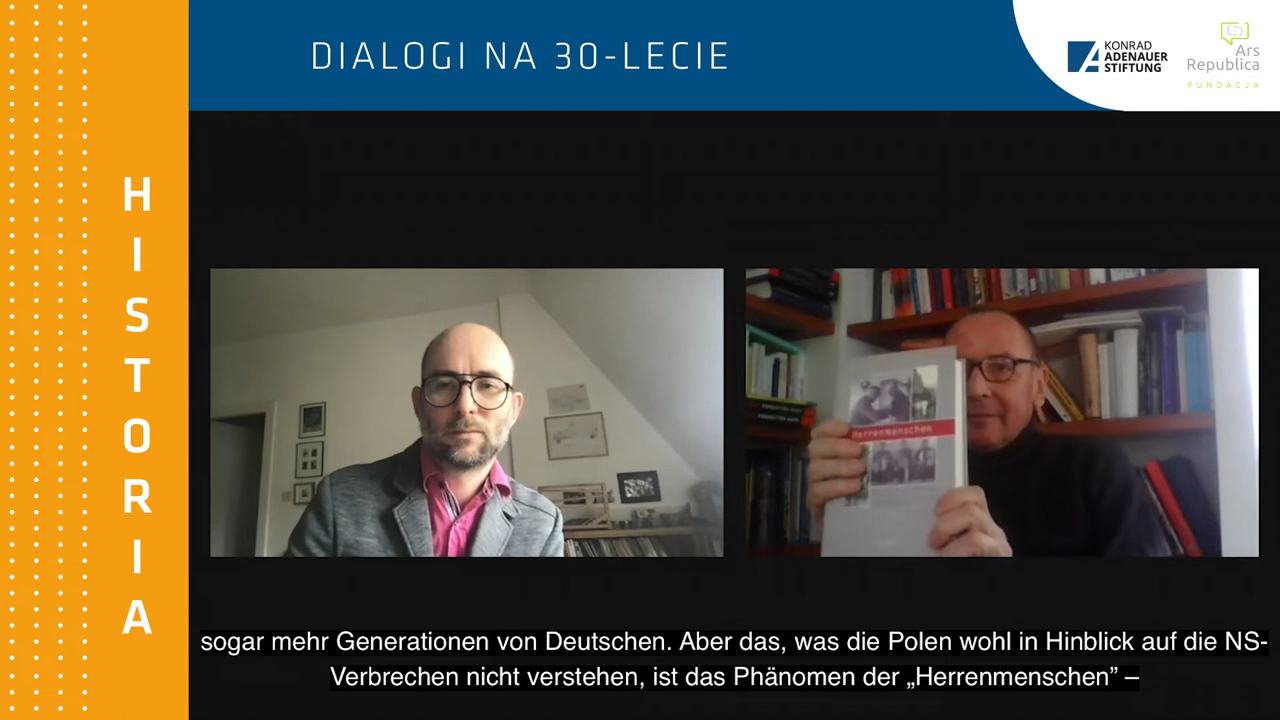 DIALOGI NA 30-LECIE
KONRAD
ADENAUER
STIFTUNG
Ars
Republica
FUNDACJA
HISTORIA
Herrenmenschen
sogar mehr Generationen von Deutschen. Aber das, was die Polen wohl in Hinblick auf die NS-
Verbrechen nicht verstehen, ist das Phänomen der „Herrenmenschen” –